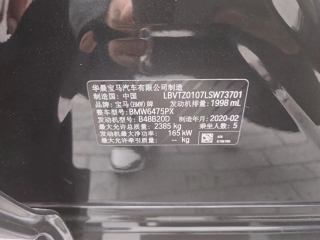 华晨宝马汽车有限公司制造
制造国：中国 LBVTZ0107LSW73701
品牌：宝马（BMW）牌 发动机排量：1998 mL
整车型号：BMW6475PX
发动机型号：B48B20D 制造年月：2020-02
最大允许总质量：2385 kg 乘坐人数：5
发动机最大净功率：165 kW